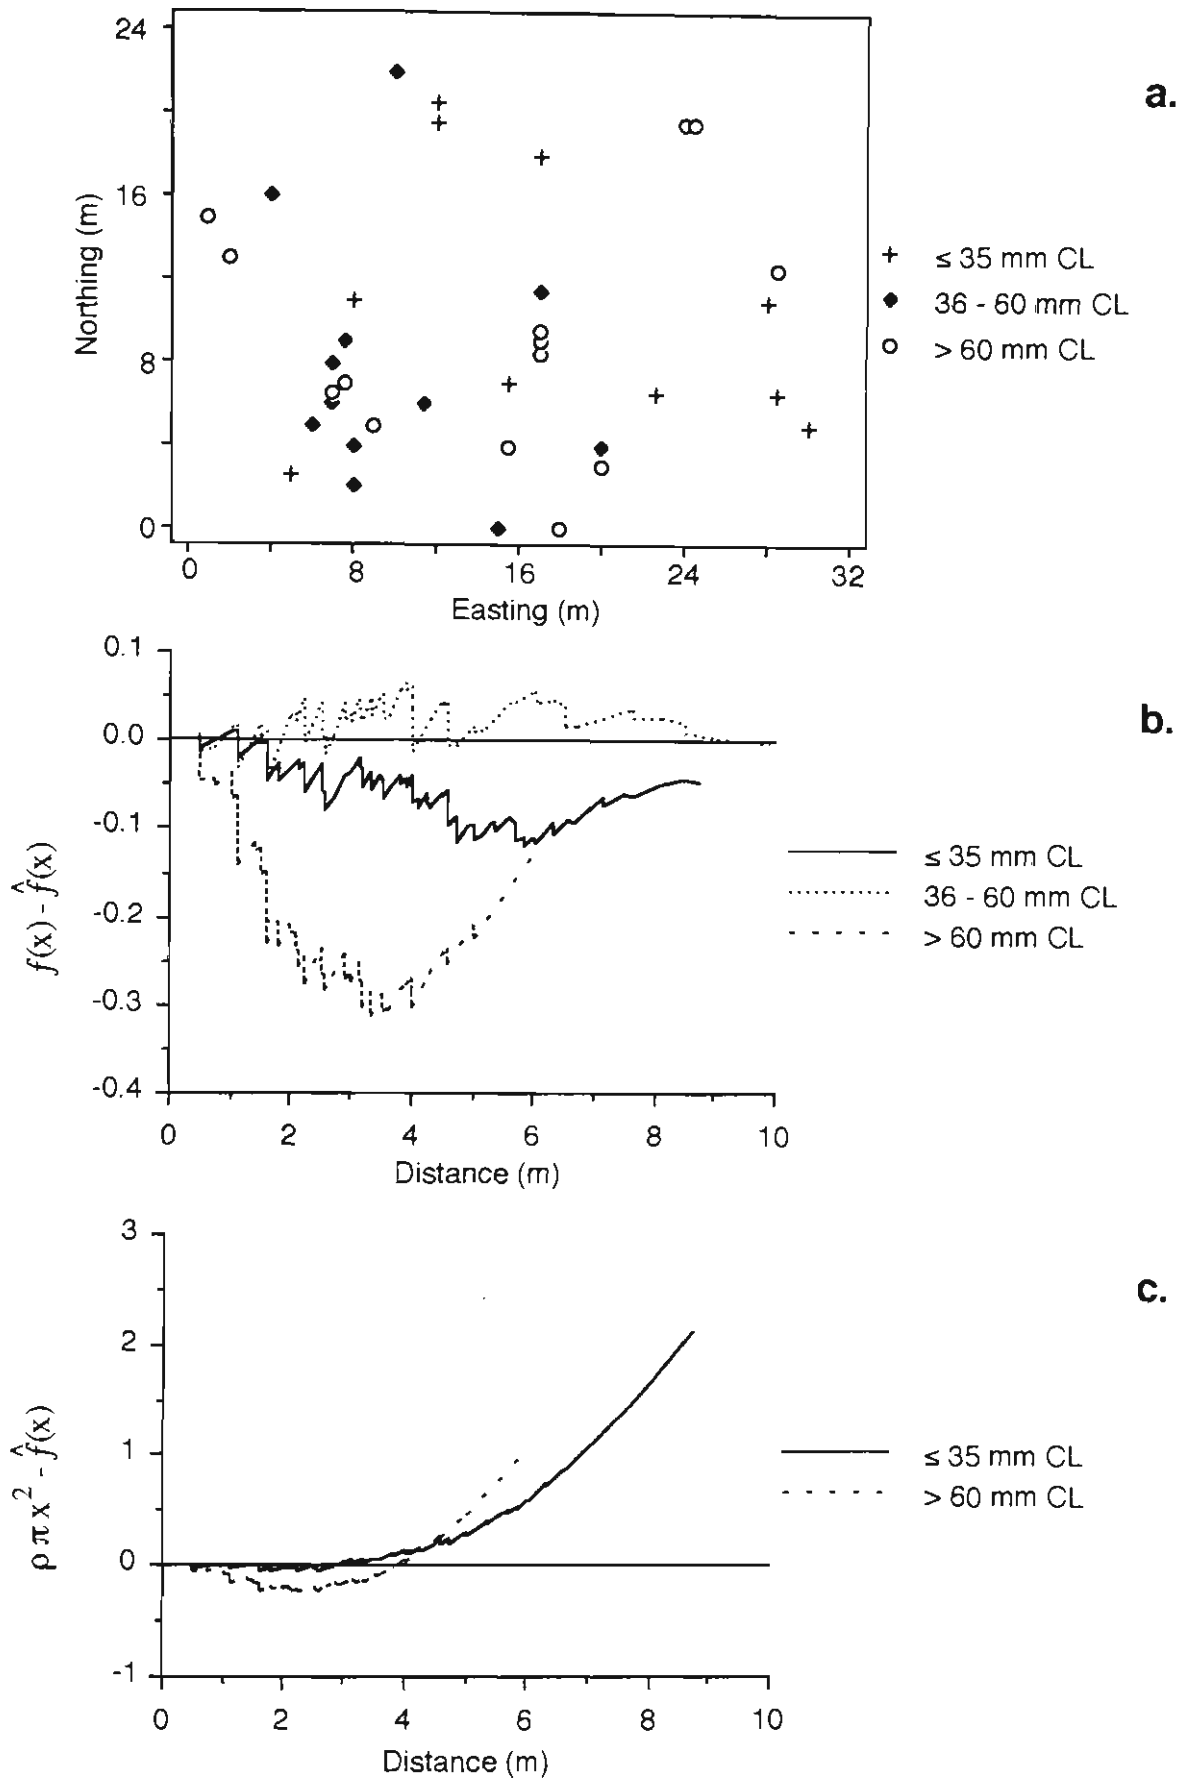 a.
24
16
8
0
Northing (m)
0 8 16 24 32
Easting (m)
≤ 35 mm CL
36 - 60 mm CL
> 60 mm CL
b.
0.1
0.0
-0.1
-0.2
-0.3
-0.4
f(x) - f̂(x)
0 2 4 6 8 10
Distance (m)
≤ 35 mm CL
36 - 60 mm CL
> 60 mm CL
c.
3
2
1
0
-1
ρ π x² - f̂(x)
0 2 4 6 8 10
Distance (m)
≤ 35 mm CL
> 60 mm CL